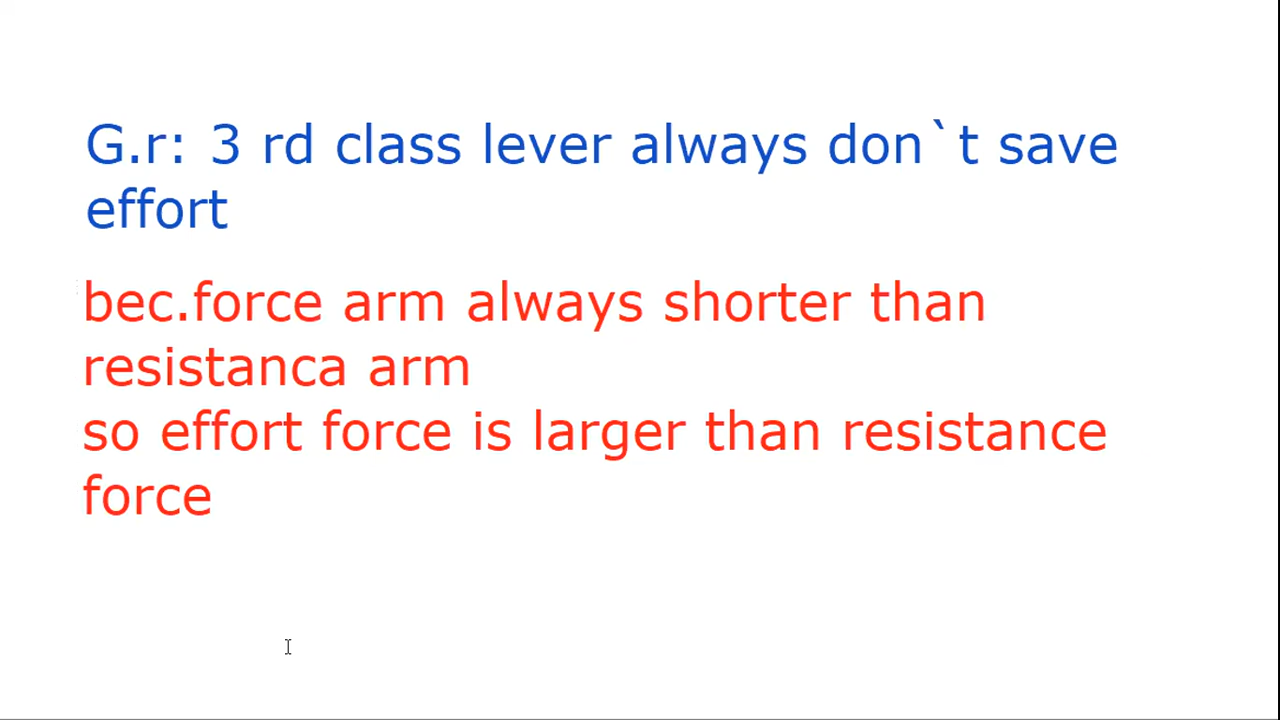 G.r: 3 rd class lever always don`t save
effort
bec.force arm always shorter than
resistanca arm
so effort force is larger than resistance
force